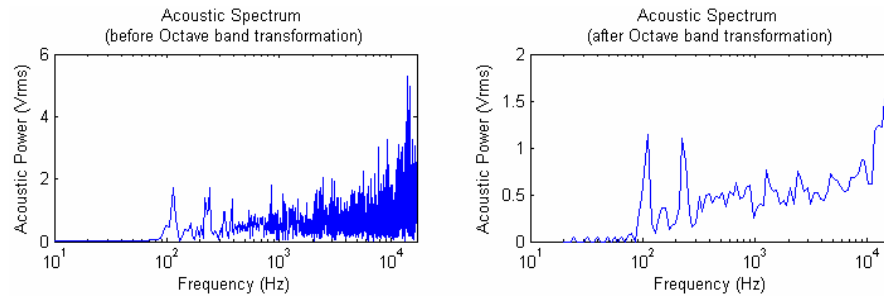 Acoustic Spectrum
(before Octave band transformation)
6
4
2
0
Acoustic Power (Vrms)
10^1
10^2
10^3
10^4
Frequency (Hz)
Acoustic Spectrum
(after Octave band transformation)
2
1.5
1
0.5
0
Acoustic Power (Vrms)
10^1
10^2
10^3
10^4
Frequency (Hz)